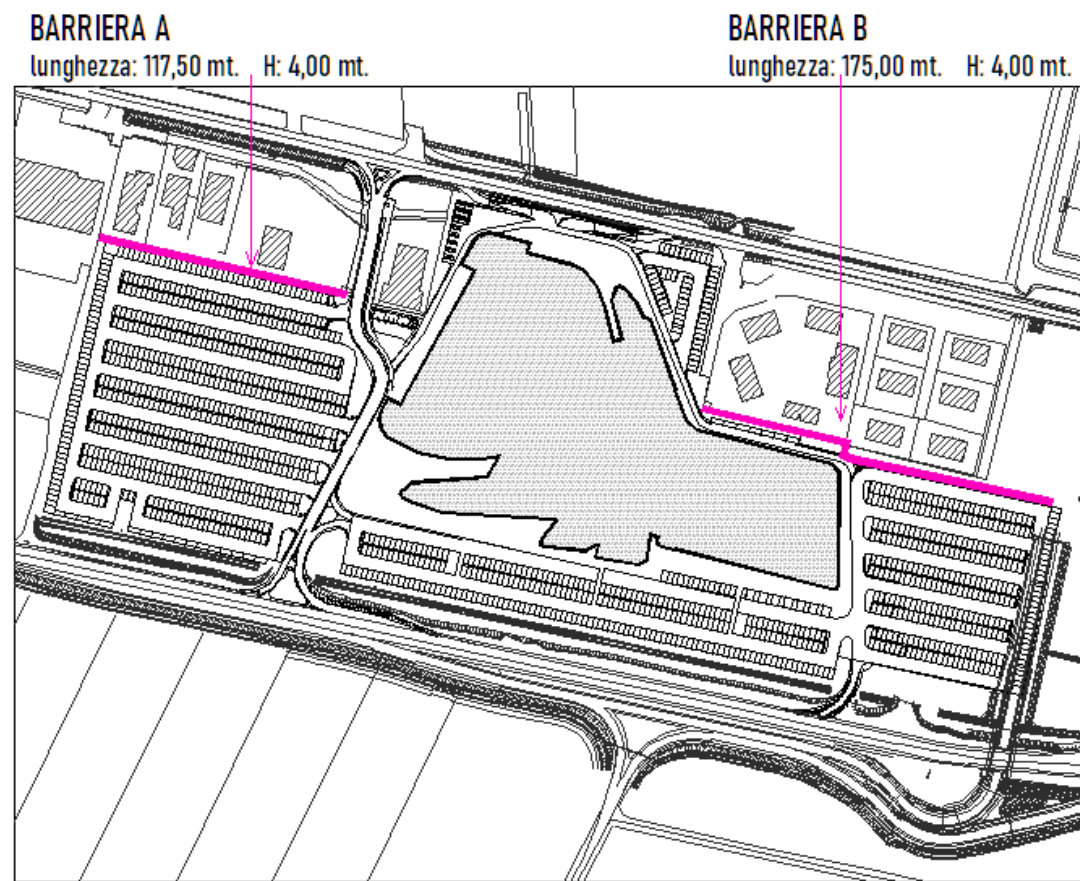 BARRIERA A
lunghezza: 117,50 mt. H: 4,00 mt.
BARRIERA B
lunghezza: 175,00 mt. H: 4,00 mt.